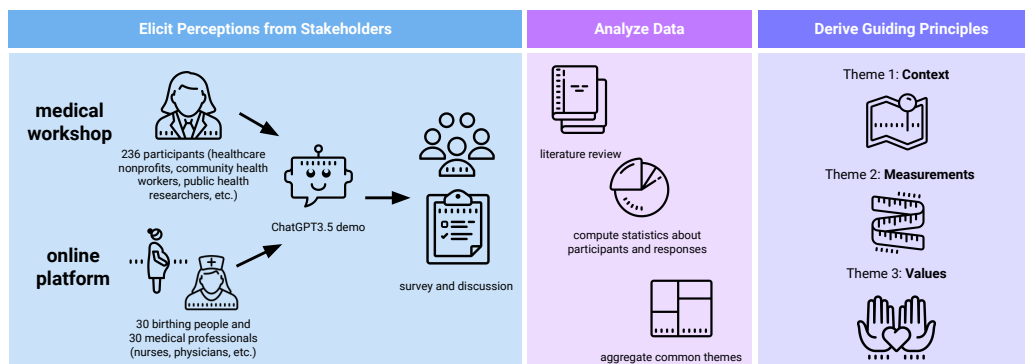 Elicit Perceptions from Stakeholders
medical
workshop
236 participants (healthcare
nonprofits, community health
workers, public health
researchers, etc.)
online
platform
30 birthing people and
30 medical professionals
(nurses, physicians, etc.)
ChatGPT3.5 demo
survey and discussion
Analyze Data
literature review
compute statistics about
participants and responses
aggregate common themes
Derive Guiding Principles
Theme 1: Context
Theme 2: Measurements
Theme 3: Values